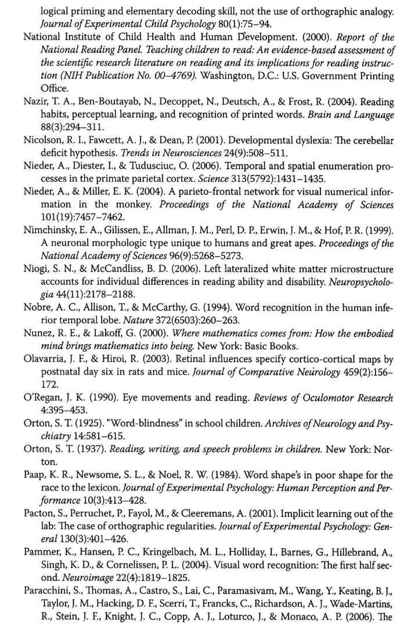 logical priming and elementary decoding skill, not the use of orthographic analogy.
Journal of Experimental Child Psychology 80(1):75–94.
National Institute of Child Health and Human Development. (2000). Report of the
National Reading Panel. Teaching children to read: An evidence-based assessment of
the scientific research literature on reading and its implications for reading instruc-
tion (NIH Publication No. 00–4769). Washington, D.C.: U.S. Government Printing
Office.
Nazir, T. A., Ben-Boutayab, N., Decoppet, N., Deutsch, A., & Frost, R. (2004). Reading
habits, perceptual learning, and recognition of printed words. Brain and Language
88(3):294–311.
Nicolson, R. I., Fawcett, A. J., & Dean, P. (2001). Developmental dyslexia: The cerebellar
deficit hypothesis. Trends in Neurosciences 24(9):508–511.
Nieder, A., Diester, I., & Tudusciuc, O. (2006). Temporal and spatial enumeration pro-
cesses in the primate parietal cortex. Science 313(5792):1431–1435.
Nieder, A., & Miller, E. K. (2004). A parieto-frontal network for visual numerical infor-
mation in the monkey. Proceedings of the National Academy of Sciences
101(19):7457–7462.
Nimchinsky, E. A., Gilissen, E., Allman, J. M., Perl, D. P., Erwin, J. M., & Hof, P. R. (1999).
A neuronal morphologic type unique to humans and great apes. Proceedings of the
National Academy of Sciences 96(9):5268–5273.
Niogi, S. N., & McCandliss, B. D. (2006). Left lateralized white matter microstructure
accounts for individual differences in reading ability and disability. Neuropsycholo-
gia 44(11):2178–2188.
Nobre, A. C., Allison, T., & McCarthy, G. (1994). Word recognition in the human infe-
rior temporal lobe. Nature 372(6503):260–263.
Nunez, R. E., & Lakoff, G. (2000). Where mathematics comes from: How the embodied
mind brings mathematics into being. New York: Basic Books.
Olavarria, J. F., & Hiroi, R. (2003). Retinal influences specify cortico-cortical maps by
postnatal day six in rats and mice. Journal of Comparative Neurology 459(2):156–
172.
O'Regan, J. K. (1990). Eye movements and reading. Reviews of Oculomotor Research
4:395–453.
Orton, S. T. (1925). "Word-blindness" in school children. Archives of Neurology and Psy-
chiatry 14:581–615.
Orton, S. T. (1937). Reading, writing, and speech problems in children. New York: Nor-
ton.
Paap, K. R., Newsome, S. L., & Noel, R. W. (1984). Word shape's in poor shape for the
race to the lexicon. Journal of Experimental Psychology: Human Perception and Per-
formance 10(3):413–428.
Pacton, S., Perruchet, P., Fayol, M., & Cleeremans, A. (2001). Implicit learning out of the
lab: The case of orthographic regularities. Journal of Experimental Psychology: Gen-
eral 130(3):401–426.
Pammer, K., Hansen, P. C., Kringelbach, M. L., Holliday, I., Barnes, G., Hillebrand, A.,
Singh, K. D., & Cornelissen, P. L. (2004). Visual word recognition: The first half sec-
ond. Neuroimage 22(4):1819–1825.
Paracchini, S., Thomas, A., Castro, S., Lai, C., Paramasivam, M., Wang, Y., Keating, B. J.,
Taylor, J. M., Hacking, D. F., Scerri, T., Francks, C., Richardson, A. J., Wade-Martins,
R., Stein, J. F., Knight, J. C., Copp, A. J., Loturco, J., & Monaco, A. P. (2006). The